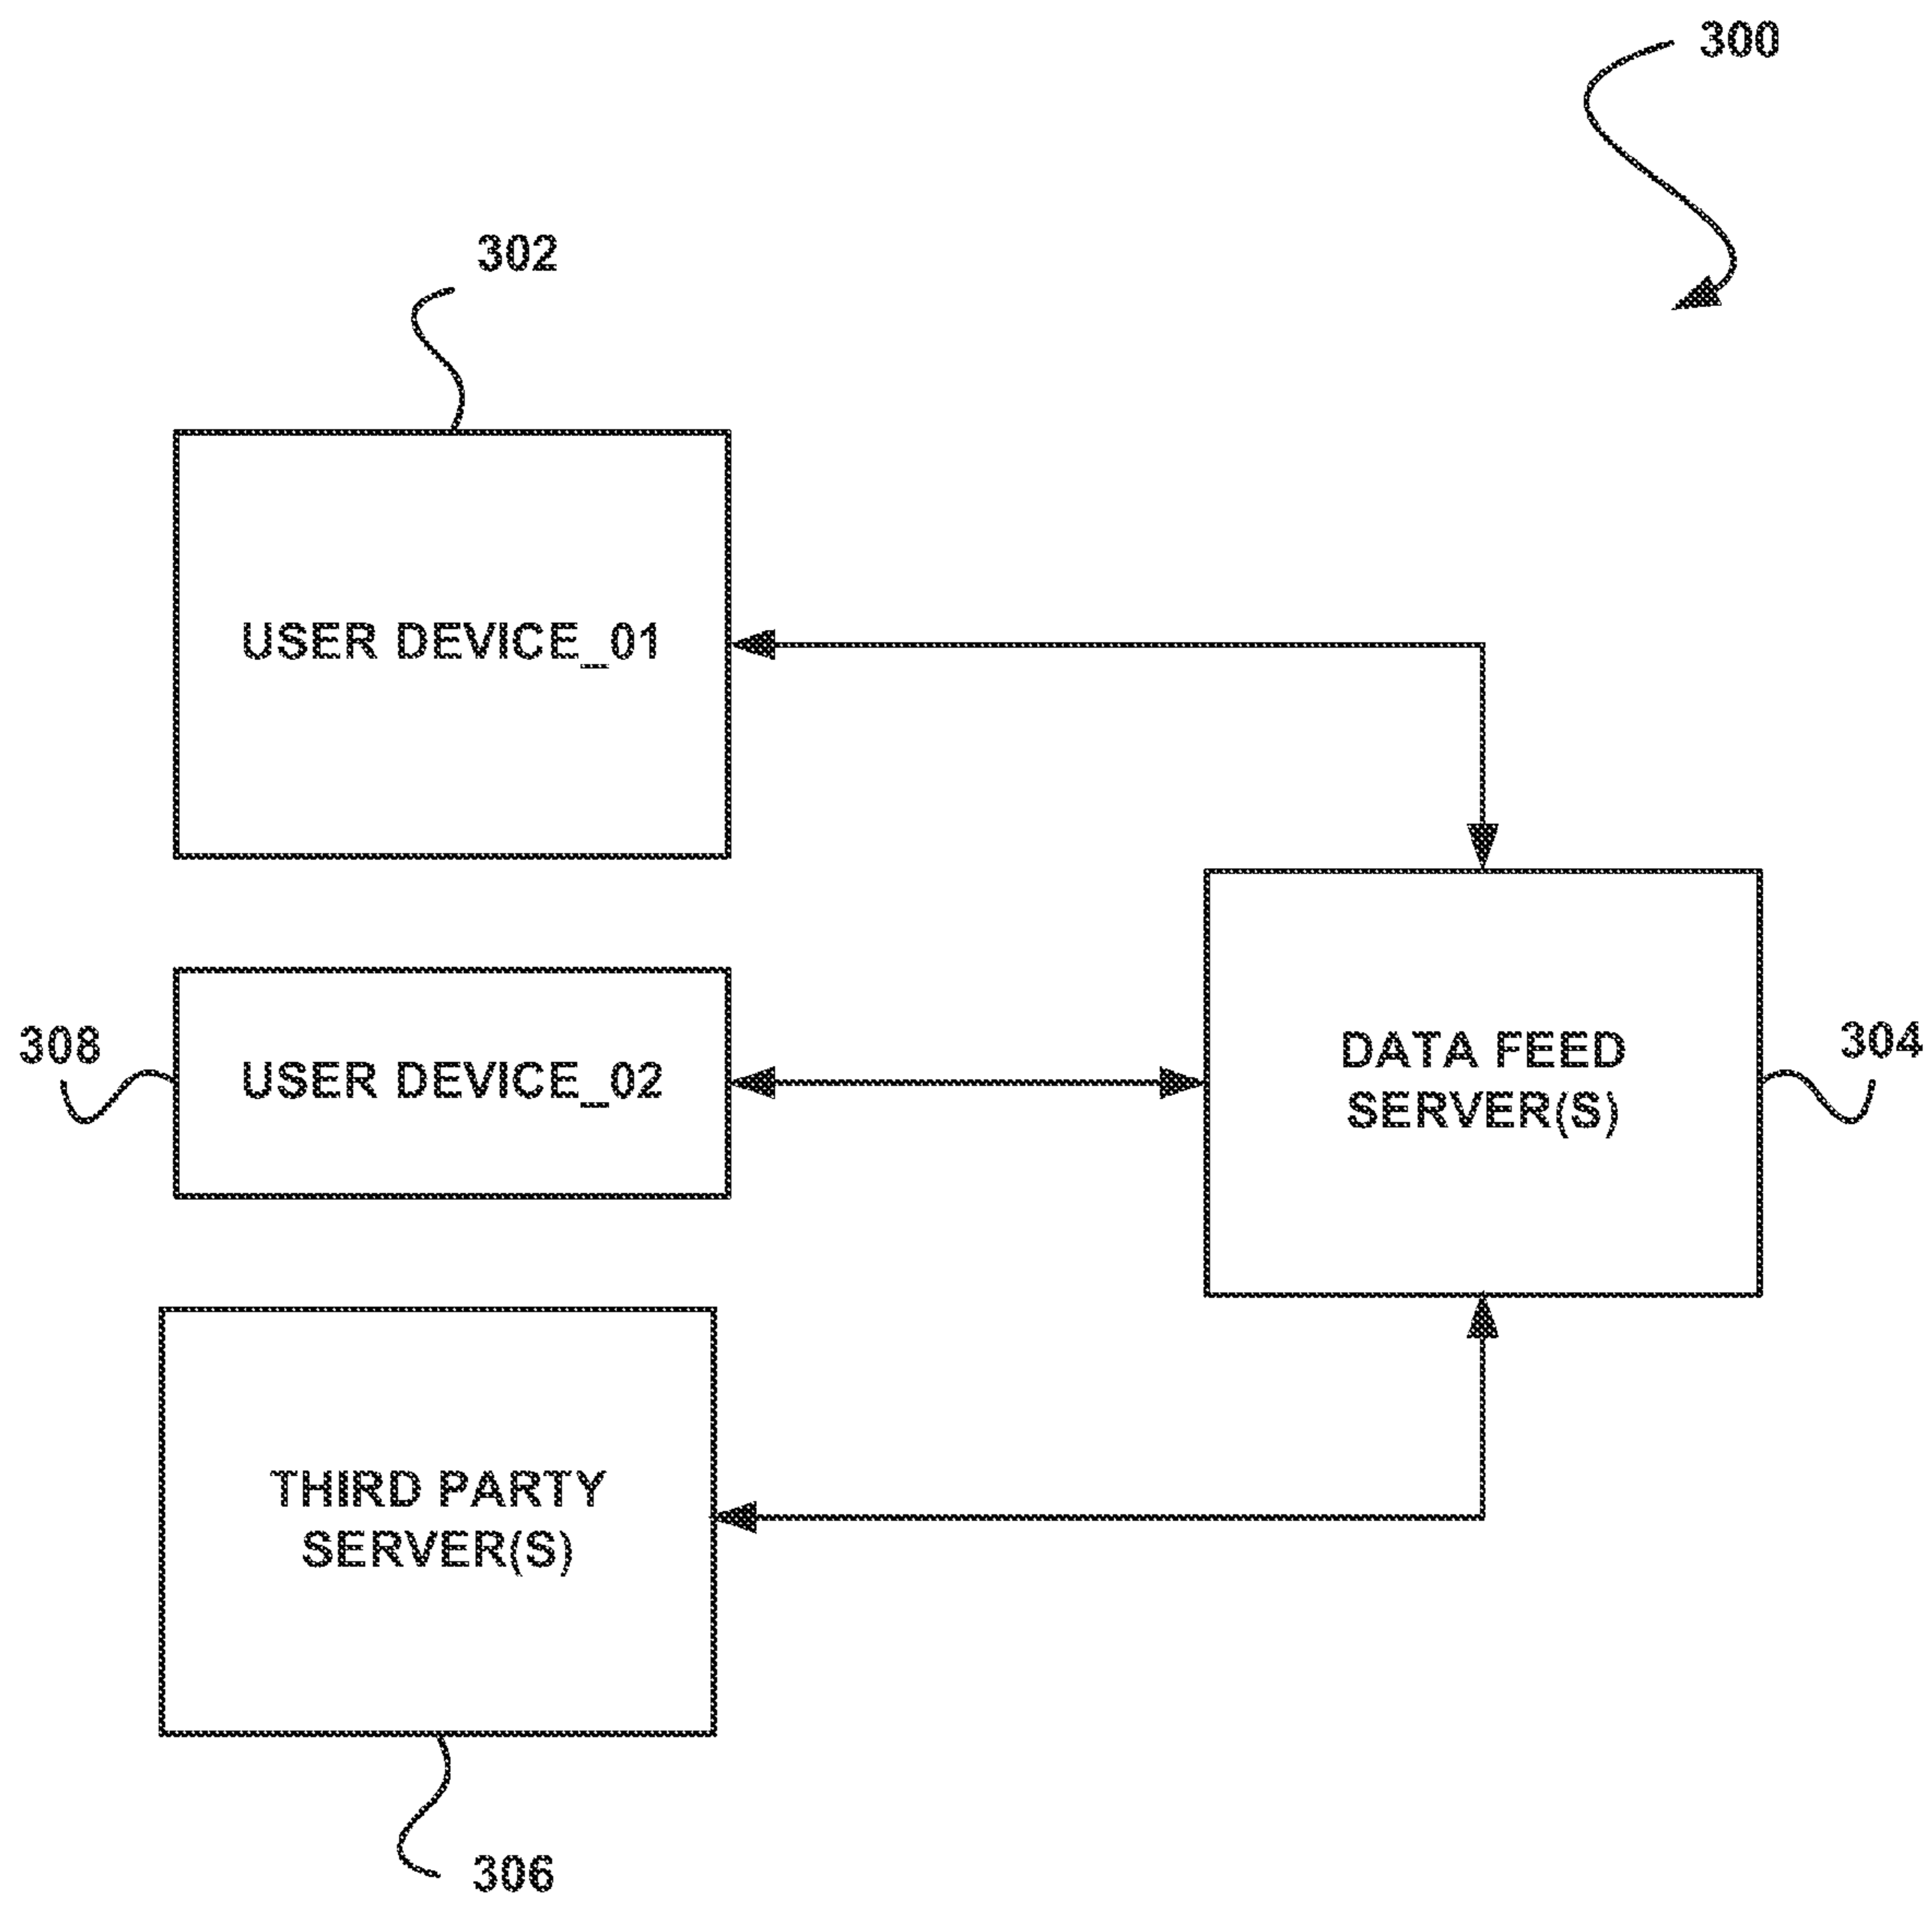 300
302
USER DEVICE_01
308
USER DEVICE_02
DATA FEED
SERVER(S)
304
THIRD PARTY
SERVER(S)
306